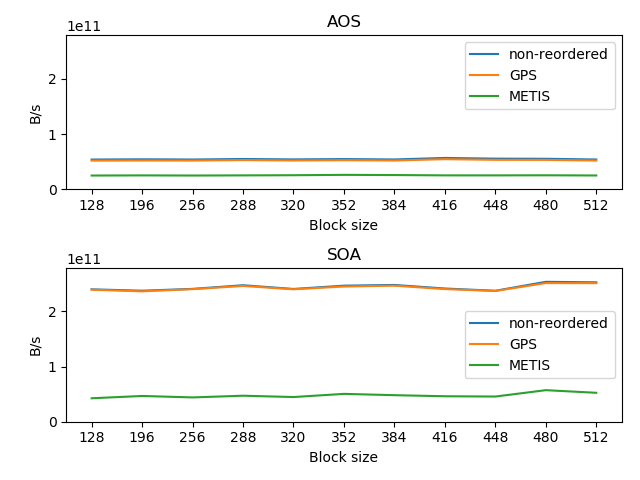 AOS
1e11
B/s
2
1
0
non-reordered
GPS
METIS
128 196 256 288 320 352 384 416 448 480 512
Block size
SOA
1e11
B/s
2
1
0
non-reordered
GPS
METIS
128 196 256 288 320 352 384 416 448 480 512
Block size